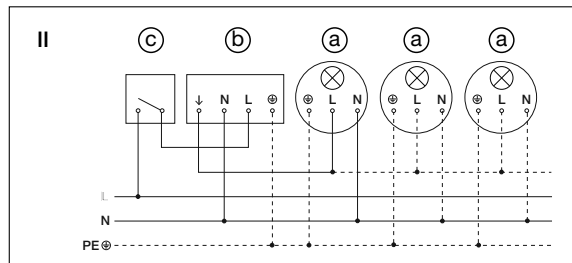 II
c b a a a
↓ N L ⏚ ⏚ L N ⏚ L N ⏚ L N
L
N
PE ⏚